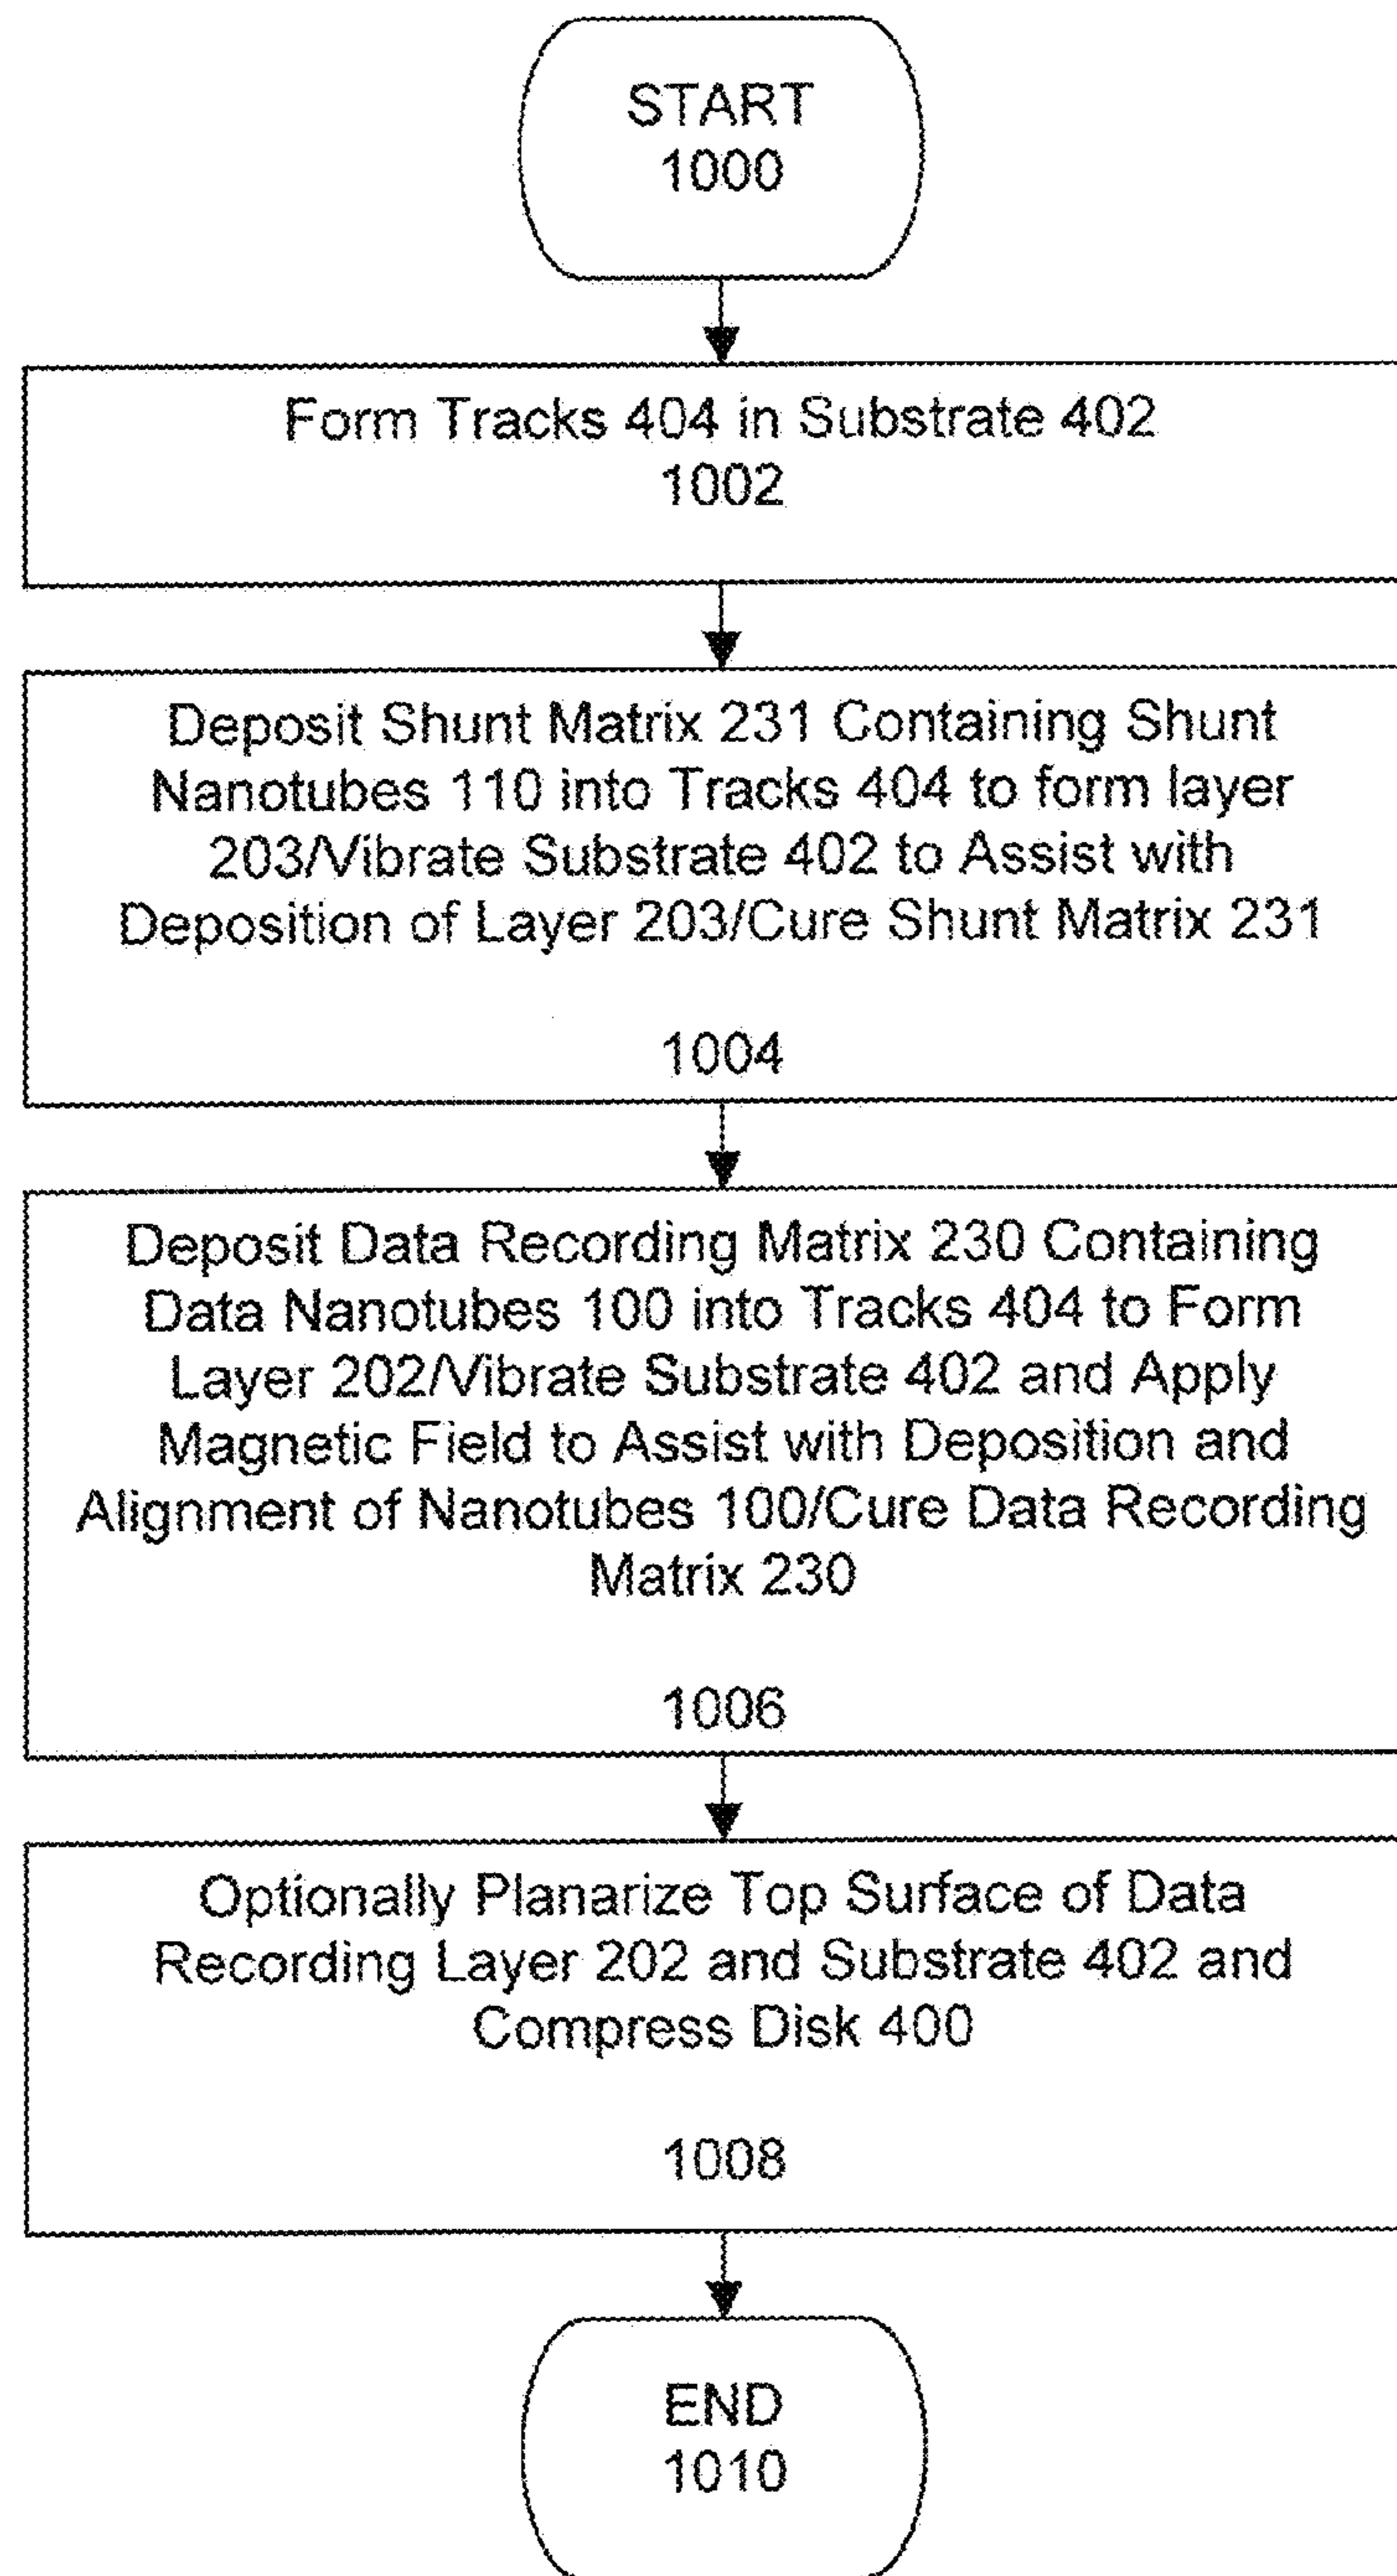 START
1000
Form Tracks 404 in Substrate 402
1002
Deposit Shunt Matrix 231 Containing Shunt
Nanotubes 110 into Tracks 404 to form layer
203/Vibrate Substrate 402 to Assist with
Deposition of Layer 203/Cure Shunt Matrix 231
1004
Deposit Data Recording Matrix 230 Containing
Data Nanotubes 100 into Tracks 404 to Form
Layer 202/Vibrate Substrate 402 and Apply
Magnetic Field to Assist with Deposition and
Alignment of Nanotubes 100/Cure Data Recording
Matrix 230
1006
Optionally Planarize Top Surface of Data
Recording Layer 202 and Substrate 402 and
Compress Disk 400
1008
END
1010